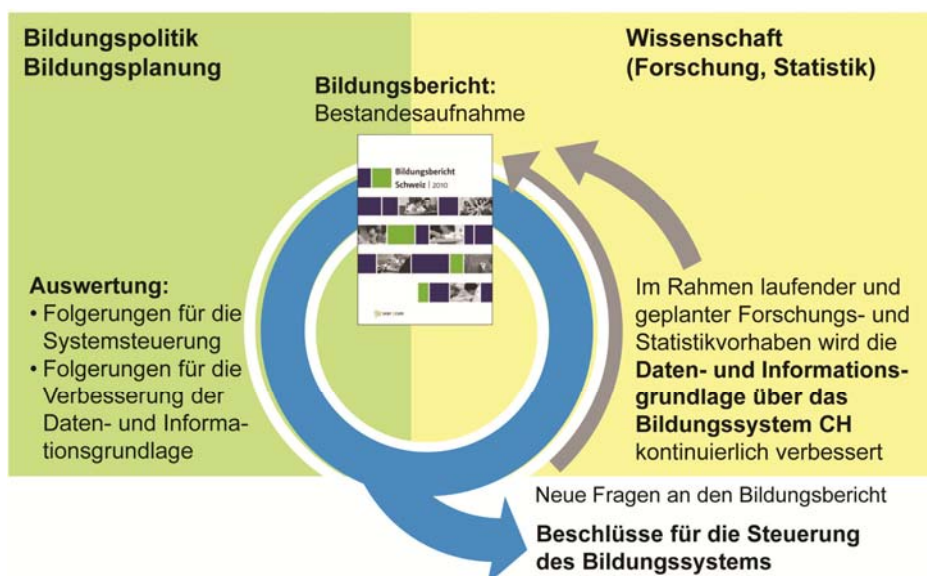 Bildungspolitik
Bildungsplanung
Wissenschaft
(Forschung, Statistik)
Bildungsbericht:
Bestandesaufnahme
Bildungsbericht
Schweiz | 2010
Auswertung:
• Folgerungen für die
Systemsteuerung
• Folgerungen für die
Verbesserung der
Daten- und Informa-
tionsgrundlage
Im Rahmen laufender und
geplanter Forschungs- und
Statistikvorhaben wird die
Daten- und Informations-
grundlage über das
Bildungssystem CH
kontinuierlich verbessert
Neue Fragen an den Bildungsbericht
Beschlüsse für die Steuerung
des Bildungssystems